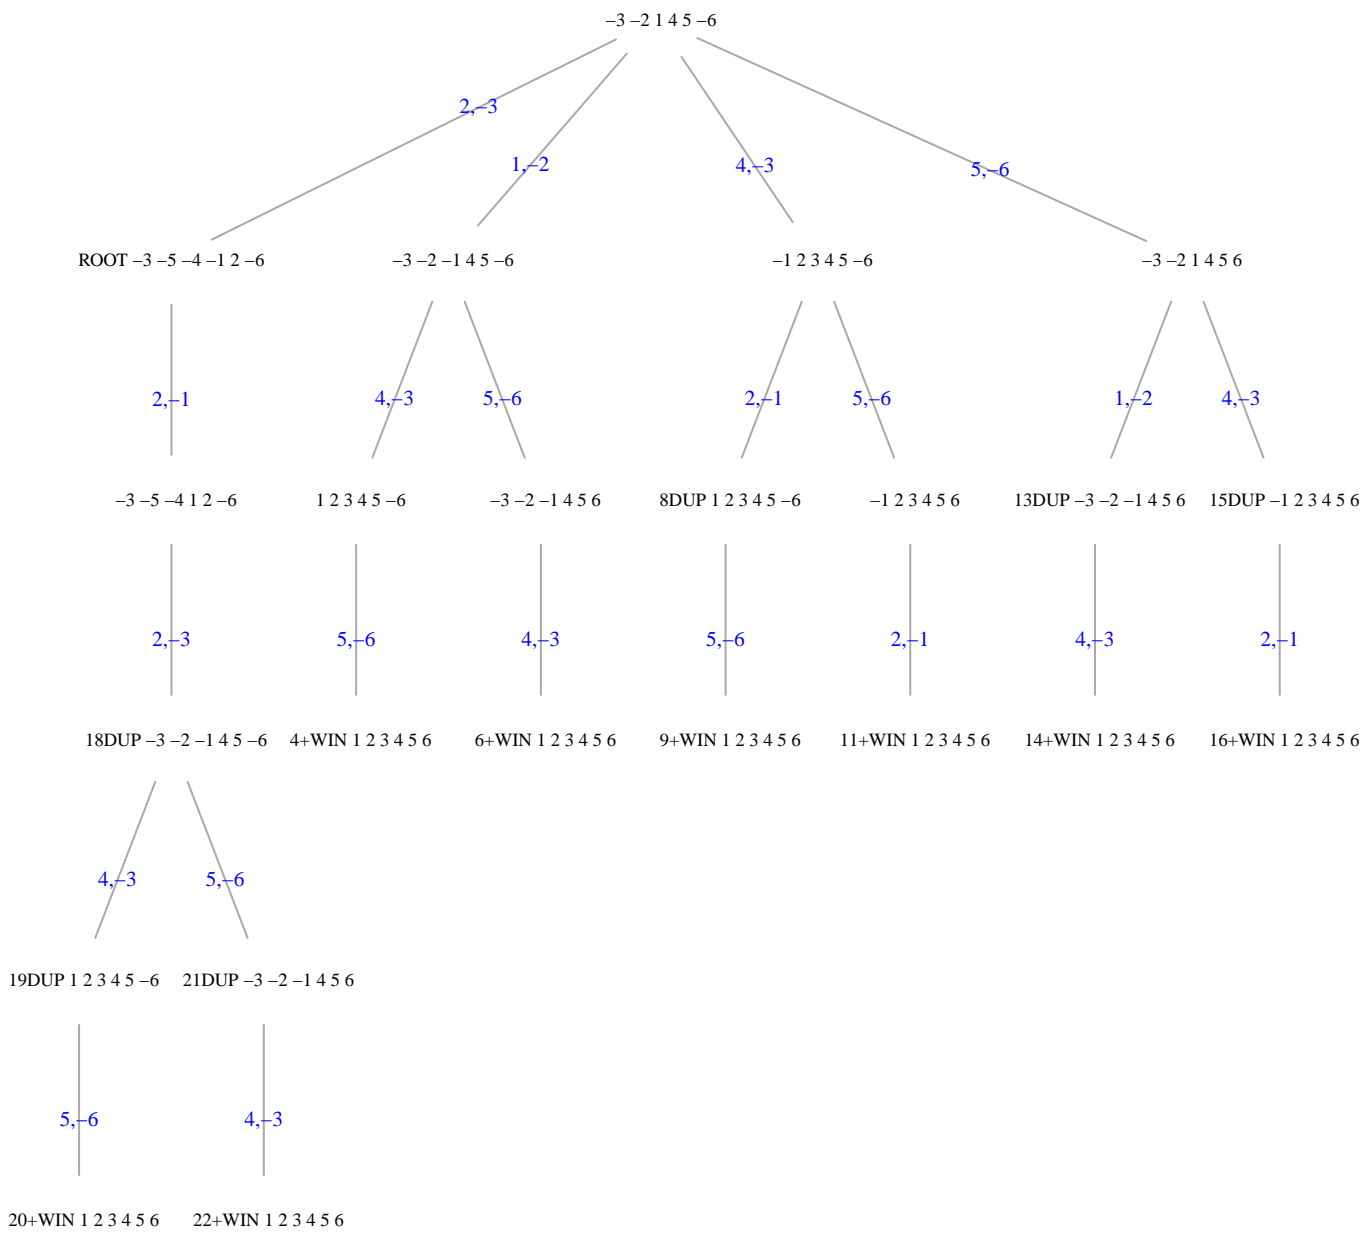 –3 –2 1 4 5 –6
2,–3
1,–2
4,–3
5,–6
ROOT –3 –5 –4 –1 2 –6
–3 –2 –1 4 5 –6
–1 2 3 4 5 –6
–3 –2 1 4 5 6
2,–1
4,–3
5,–6
2,–1
5,–6
1,–2
4,–3
–3 –5 –4 1 2 –6
1 2 3 4 5 –6
–3 –2 –1 4 5 6
8DUP 1 2 3 4 5 –6
–1 2 3 4 5 6
13DUP –3 –2 –1 4 5 6
15DUP –1 2 3 4 5 6
2,–3
5,–6
4,–3
5,–6
2,–1
4,–3
2,–1
18DUP –3 –2 –1 4 5 –6
4+WIN 1 2 3 4 5 6
6+WIN 1 2 3 4 5 6
9+WIN 1 2 3 4 5 6
11+WIN 1 2 3 4 5 6
14+WIN 1 2 3 4 5 6
16+WIN 1 2 3 4 5 6
4,–3
5,–6
19DUP 1 2 3 4 5 –6
21DUP –3 –2 –1 4 5 6
5,–6
4,–3
20+WIN 1 2 3 4 5 6
22+WIN 1 2 3 4 5 6